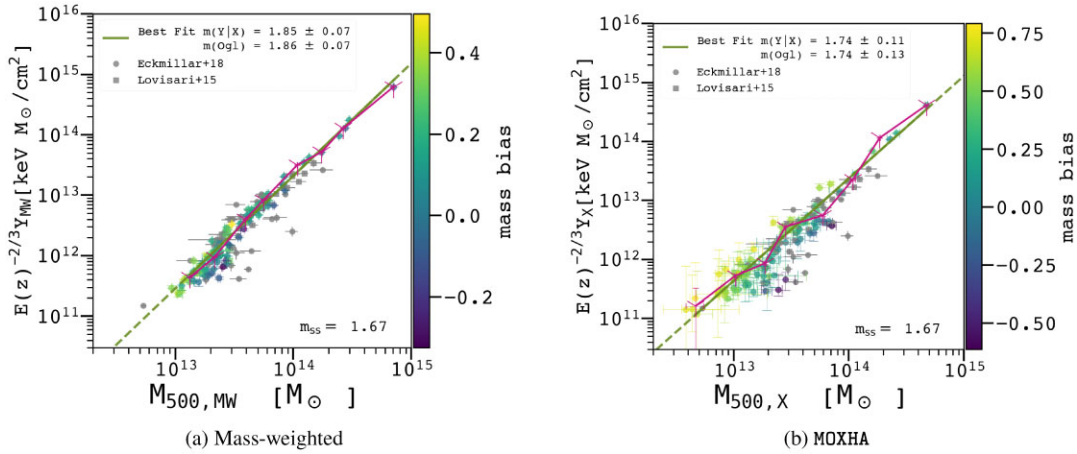 10^16
10^15
10^14
10^13
10^12
10^11
E(z)^-2/3 Y_MW [keV M_⊙/cm^2]
Best Fit m(Y|X) = 1.85 ± 0.07
m(Ogl) = 1.86 ± 0.07
Eckmillar+18
Lovisari+15
m_SS = 1.67
10^13
10^14
10^15
M_500,MW [M_⊙ ]
0.4
0.2
0.0
−0.2
mass bias
(a) Mass-weighted
10^16
10^15
10^14
10^13
10^12
10^11
E(z)^-2/3 Y_X [keV M_⊙/cm^2]
Best Fit m(Y|X) = 1.74 ± 0.11
m(Ogl) = 1.74 ± 0.13
Eckmillar+18
Lovisari+15
m_SS = 1.67
10^13
10^14
10^15
M_500,X [M_⊙ ]
0.75
0.50
0.25
0.00
−0.25
−0.50
mass bias
(b) MOXHA